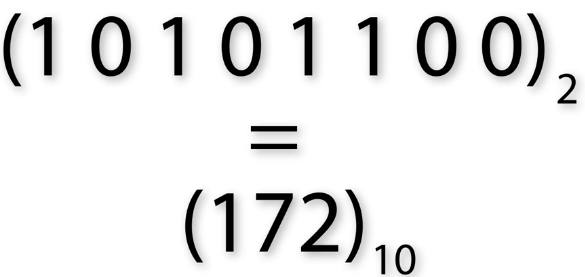 (1 0 1 0 1 1 0 0)₂
=
(172)₁₀